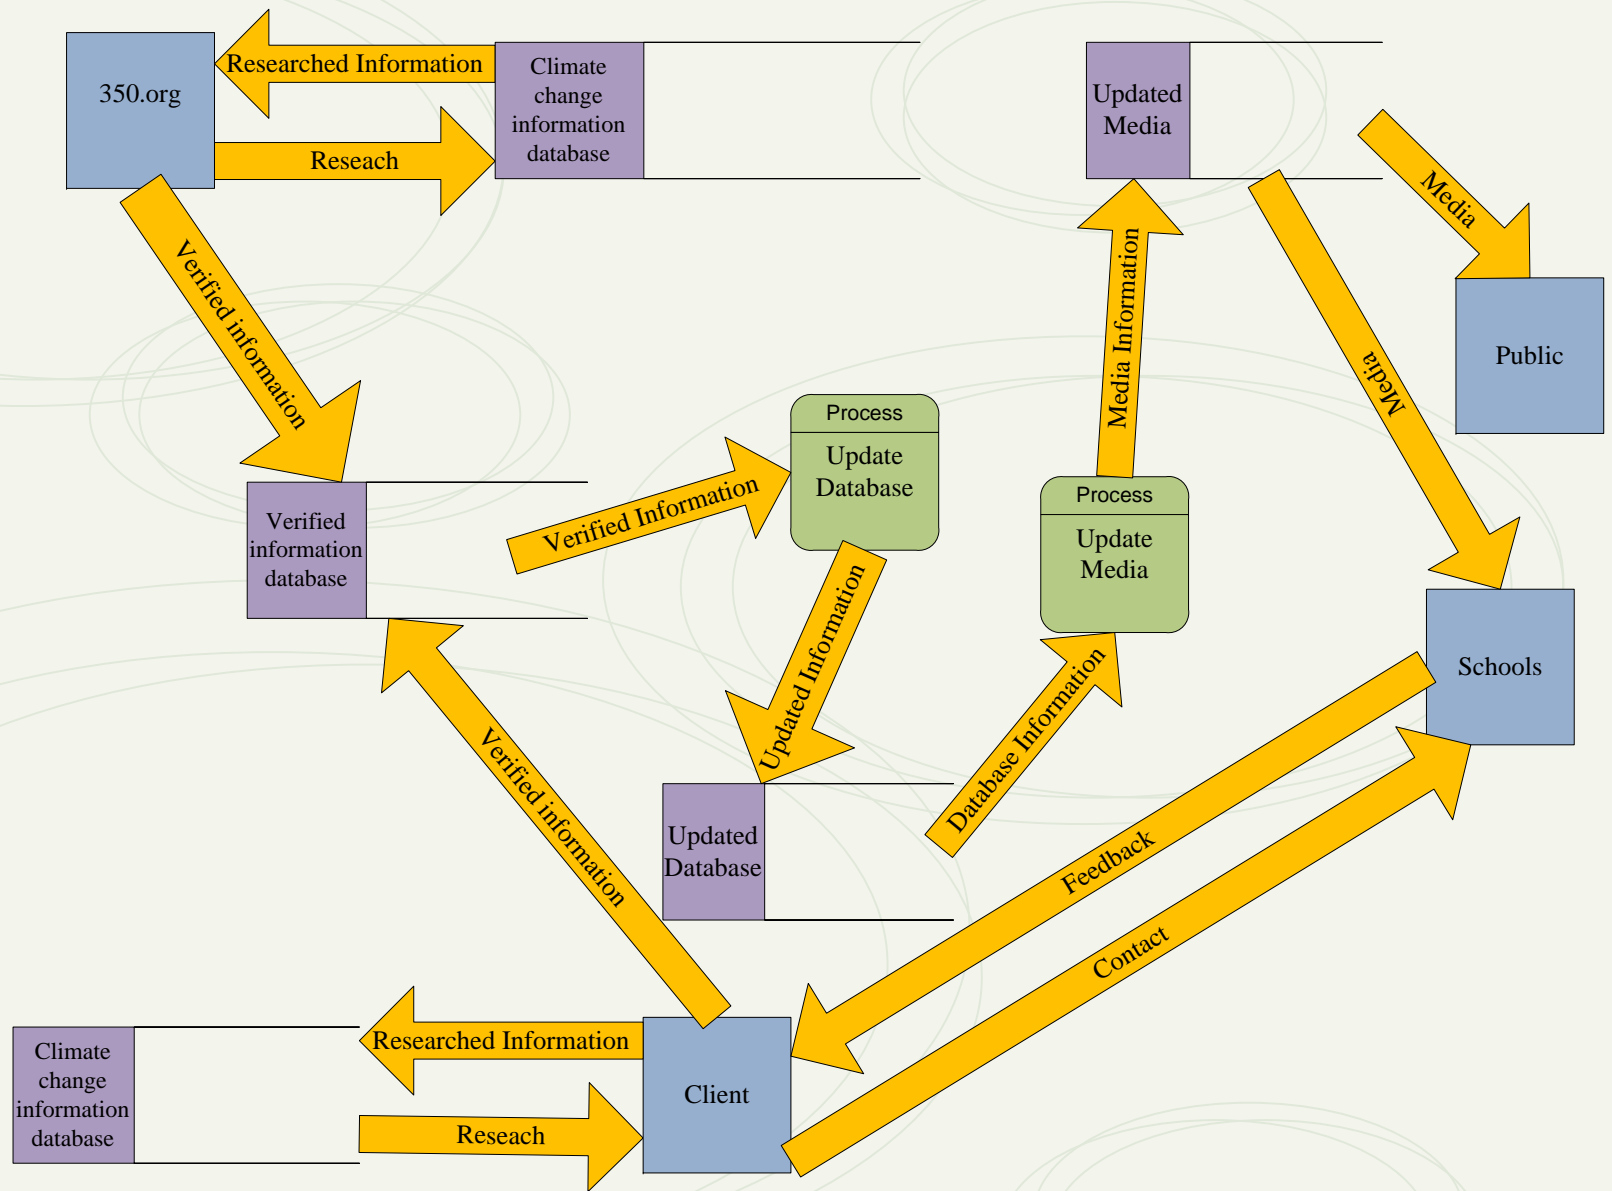 350.org
Researched Information
Reseach
Climate
change
information
database
Updated
Media
Media
Public
Verified information
Media Information
Media
Process
Update
Database
Verified Information
Process
Update
Media
Verified
information
database
Updated Information
Database Information
Schools
Verified information
Updated
Database
Feedback
Contact
Climate
change
information
database
Researched Information
Reseach
Client